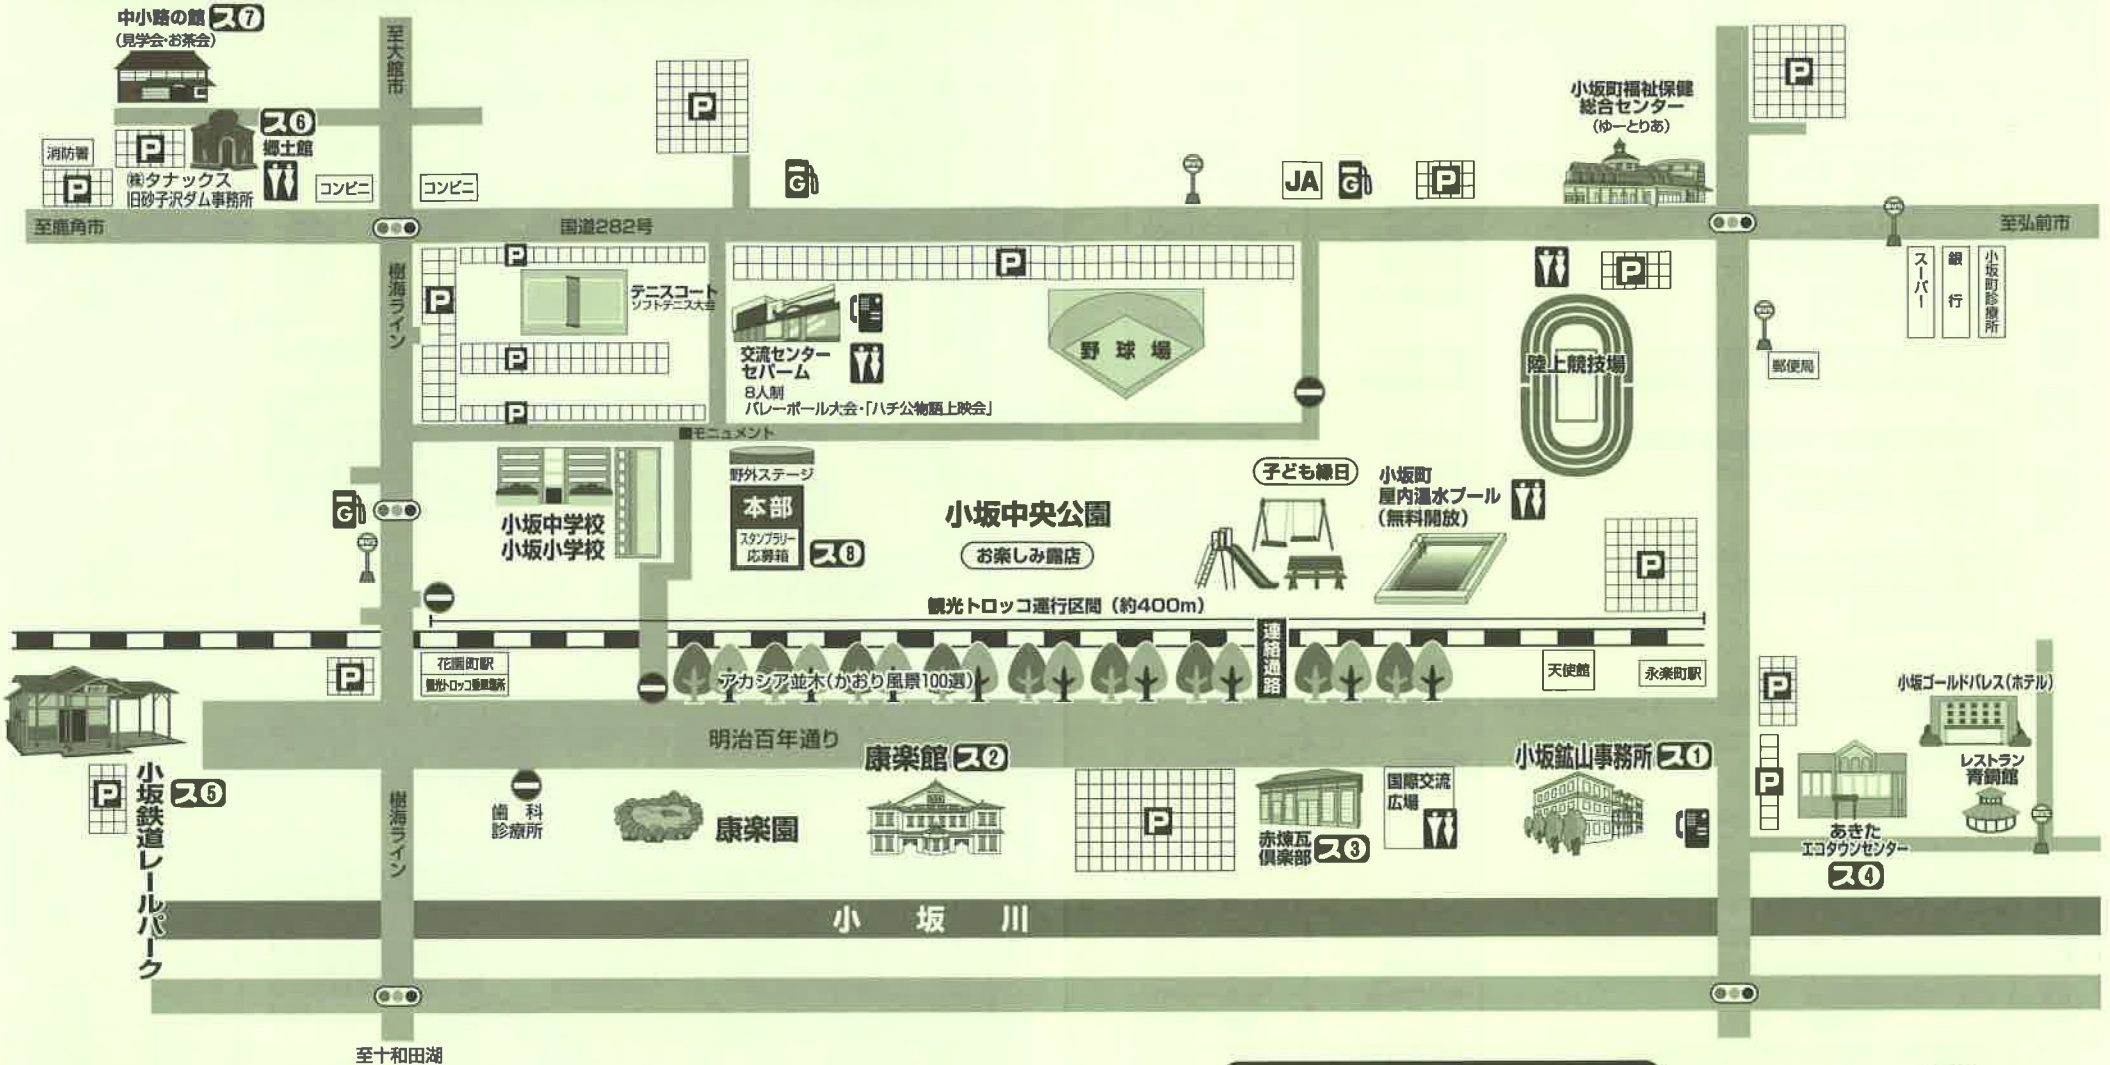 中小路の館 ス7
(見学会・お茶会)
至大館市
P
ス6
郷土館
消防署
P
P
㈱タナックス
旧砂子沢ダム事務所
コンビニ
コンビニ
G
JA
G
P
小坂町福祉保健
総合センター
(ゆーとりあ)
P
至鹿角市
国道282号
至弘前市
樹海ライン
P
P
テニスコート
ソフトテニス大会
P
P
P
交流センター
セパーム
8人制
バレーボール大会・「ハチ公物語上映会」
野球場
P
陸上競技場
スーパー
銀行
小坂町診療所
郵便局
■モニュメント
G
小坂中学校
小坂小学校
野外ステージ
本部
スタンプラリー
応募箱
ス8
小坂中央公園
お楽しみ露店
子ども縁日
小坂町
屋内温水プール
(無料開放)
P
観光トロッコ運行区間（約400m）
連絡通路
P
花園町駅
アカシア並木(かおり風景100選)
天使館
永楽町駅
P
小坂ゴールドパレス(ホテル)
明治百年通り
小坂鉄道レールパーク
P
ス5
樹海ライン
歯科
診療所
康楽園
康楽館 ス2
P
赤煉瓦
倶楽部 ス3
国際交流
広場
小坂鉱山事務所 ス1
P
あきた
エコタウンセンター
ス4
レストラン
青銅館
小坂川
至十和田湖